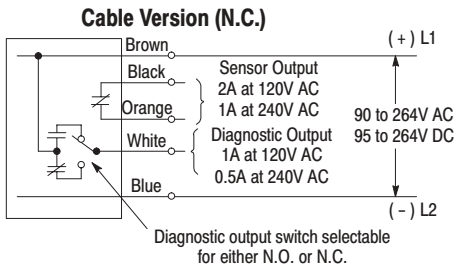 Cable Version (N.C.)
Brown
( + ) L1
Black
Sensor Output
2A at 120V AC
Orange
1A at 240V AC
90 to 264V AC
95 to 264V DC
White
Diagnostic Output
1A at 120V AC
0.5A at 240V AC
Blue
( – ) L2
Diagnostic output switch selectable
for either N.O. or N.C.